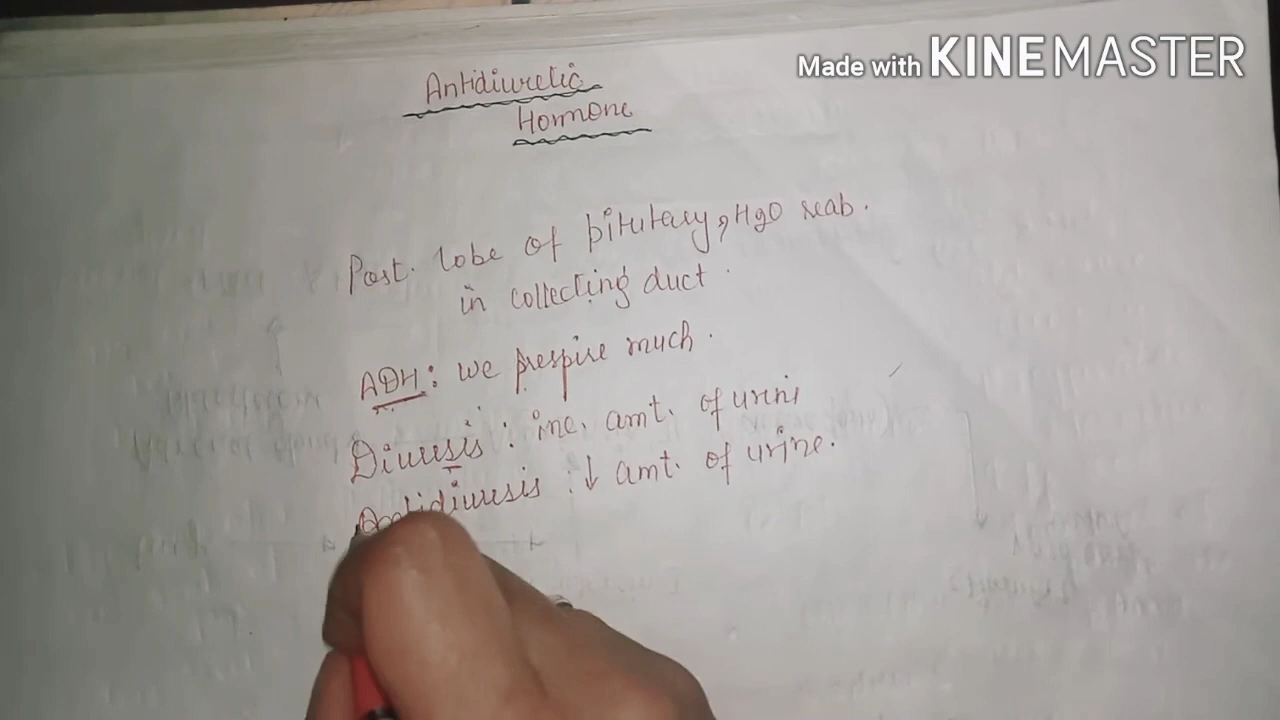 Made with KINEMASTER
Antidiuretic
Hormone
Post. lobe of pitutary, H2O reab.
in collecting duct.
ADH: we prespire much.
Diuresis: inc. amt. of urine
Antidiuresis: ↓ amt. of urine.